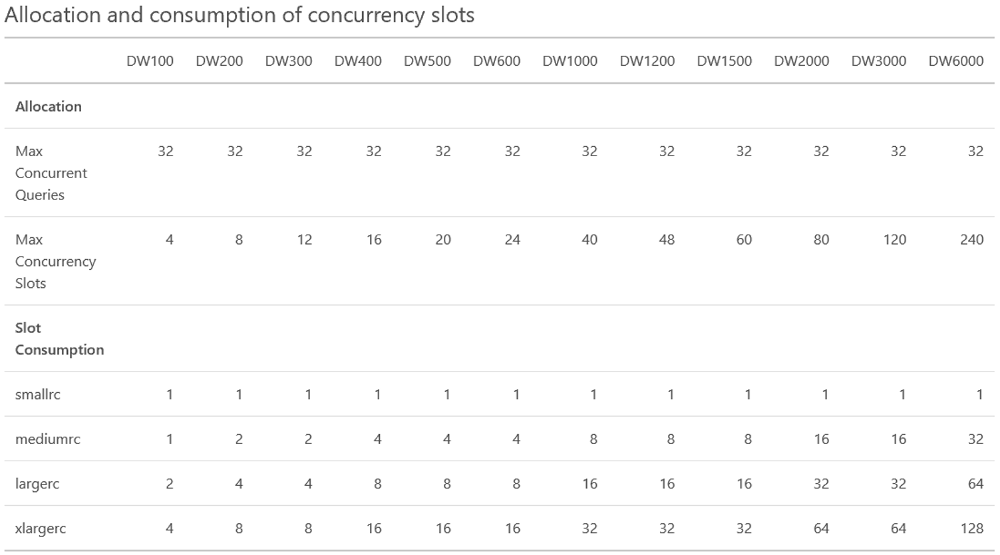 Allocation and consumption of concurrency slots
DW100 DW200 DW300 DW400 DW500 DW600 DW1000 DW1200 DW1500 DW2000 DW3000 DW6000
Allocation
Max 32 32 32 32 32 32 32 32 32 32 32 32
Concurrent
Queries
Max 4 8 12 16 20 24 40 48 60 80 120 240
Concurrency
Slots
Slot
Consumption
smallrc 1 1 1 1 1 1 1 1 1 1 1 1
mediumrc 1 2 2 4 4 4 8 8 8 16 16 32
largerc 2 4 4 8 8 8 16 16 16 32 32 64
xlargerc 4 8 8 16 16 16 32 32 32 64 64 128